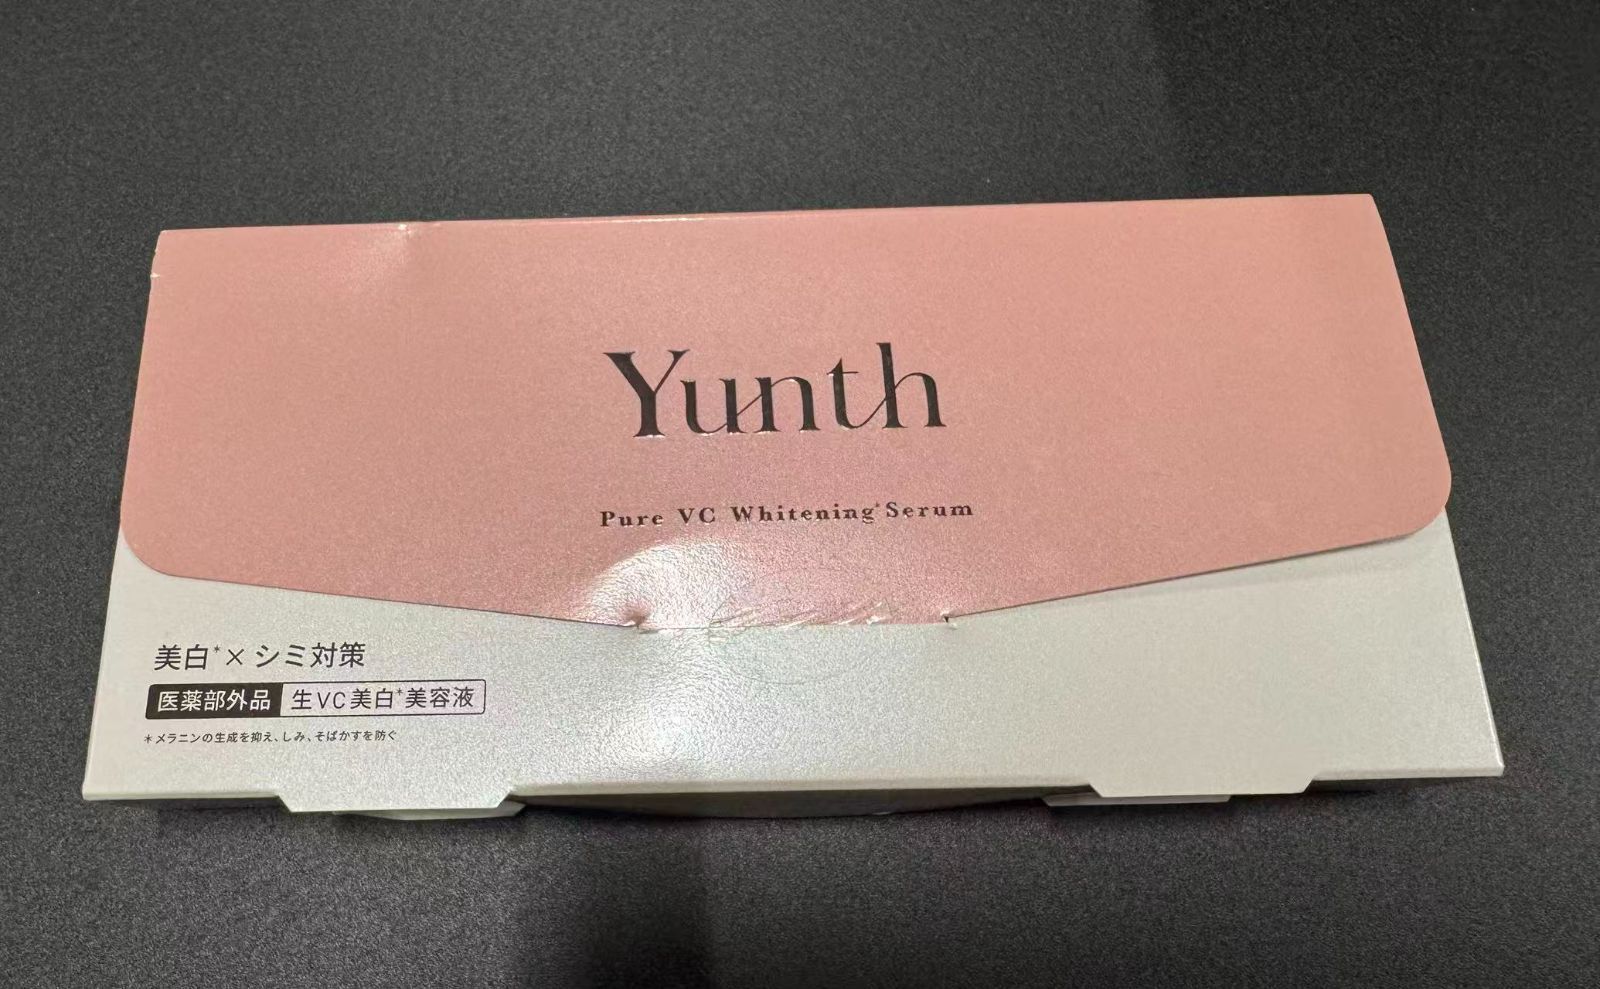 Yunth
Pure VC Whitening*Serum
美白*×シミ対策
医薬部外品 生VC美白*美容液
*メラニンの生成を抑え、しみ、そばかすを防ぐ